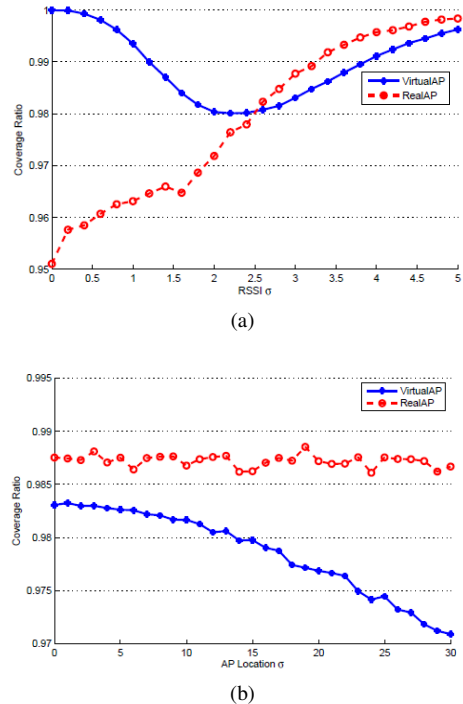 1
0.99
0.98
0.97
0.96
0.95
Coverage Ratio
VirtualAP
RealAP
0 0.5 1 1.5 2 2.5 3 3.5 4 4.5 5
RSSI σ
(a)
0.995
0.99
0.985
0.98
0.975
0.97
Coverage Ratio
VirtualAP
RealAP
0 5 10 15 20 25 30
AP Location σ
(b)